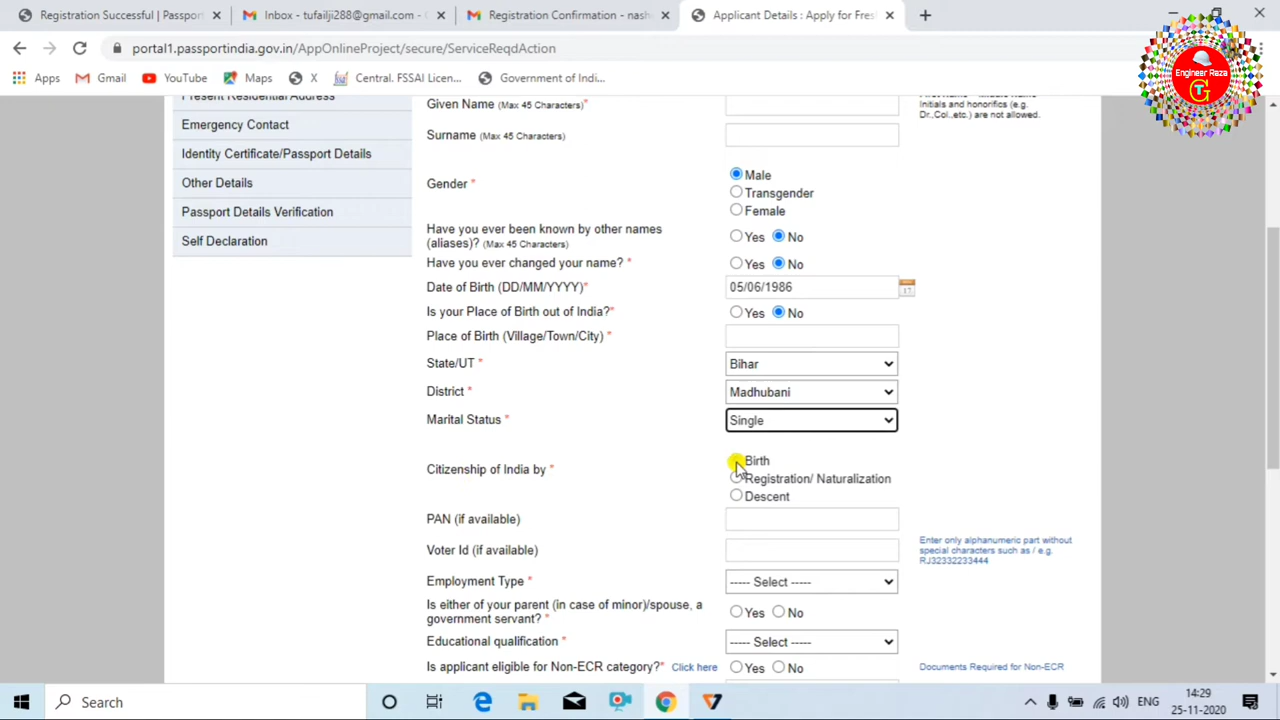 Registration Successful | Passpor
Inbox - tufailji288@gmail.com -
Registration Confirmation - nash
Applicant Details : Apply for Fres
portal1.passportindia.gov.in/AppOnlineProject/secure/ServiceReqdAction
Apps
Gmail
YouTube
Maps
X
Central. FSSAI Licen...
Government of Indi...
Engineer Raza
G
T
Given Name (Max 45 Characters)*
Initials and honorifics (e.g.
Dr.,Col.,etc.) are not allowed.
Emergency Contact
Surname (Max 45 Characters)
Identity Certificate/Passport Details
Other Details
Passport Details Verification
Self Declaration
Gender *
Male
Transgender
Female
Have you ever been known by other names
(aliases)? (Max 45 Characters)
Yes No
Have you ever changed your name? *
Yes No
Date of Birth (DD/MM/YYYY)*
05/06/1986
17
Is your Place of Birth out of India?*
Yes No
Place of Birth (Village/Town/City) *
State/UT *
Bihar
District *
Madhubani
Marital Status *
Single
Citizenship of India by *
Birth
Registration/ Naturalization
Descent
PAN (if available)
Voter Id (if available)
Enter only alphanumeric part without
special characters such as / e.g.
RJ32332233444
Employment Type *
----- Select -----
Is either of your parent (in case of minor)/spouse, a
government servant? *
Yes No
Educational qualification *
----- Select -----
Is applicant eligible for Non-ECR category?* Click here
Yes No
Documents Required for Non-ECR
Search
ENG
14:29
25-11-2020